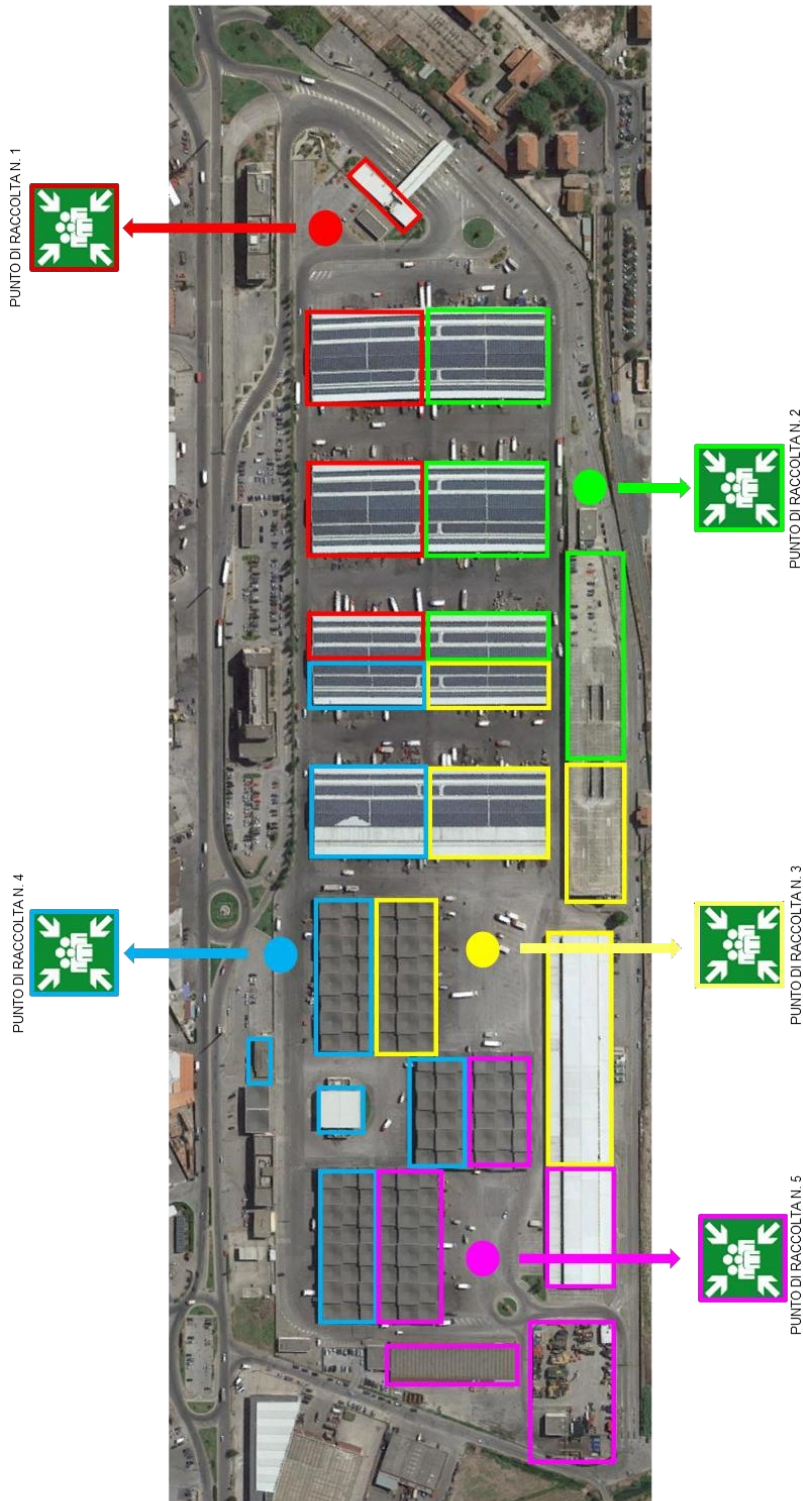 PUNTO DI RACCOLTA N. 1
PUNTO DI RACCOLTA N. 2
PUNTO DI RACCOLTA N. 4
PUNTO DI RACCOLTA N. 3
PUNTO DI RACCOLTA N. 5